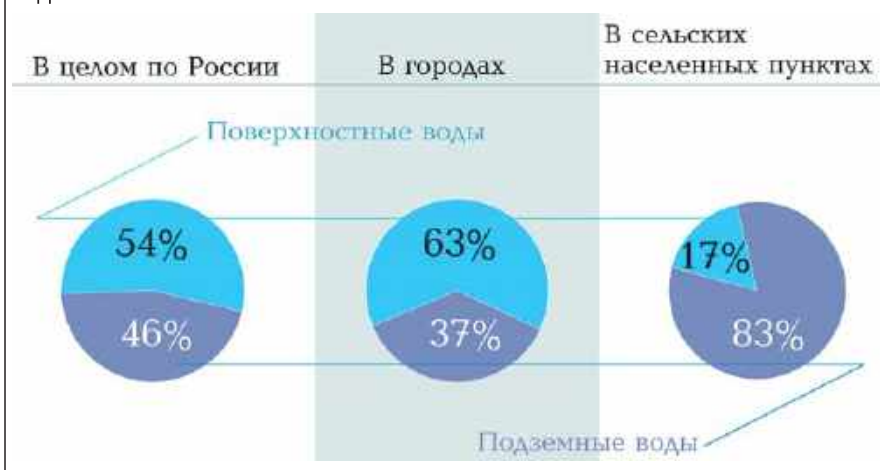 В целом по России
В городах
В сельских
населенных пунктах
Поверхностные воды
54%
63%
17%
46%
37%
83%
Подземные воды